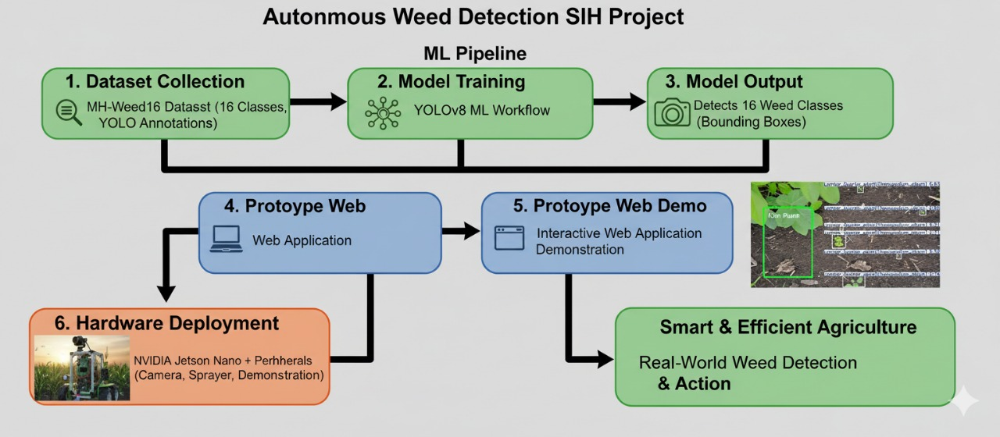 Autonmous Weed Detection SIH Project
ML Pipeline
1. Dataset Collection
MH-Weed16 Datasst (16 Classes,
YOLO Annotations)
2. Model Training
YOLOv8 ML Workflow
3. Model Output
Detects 16 Weed Classes
(Bounding Boxes)
4. Protoype Web
Web Application
5. Protoype Web Demo
Interactive Web Application
Demonstration
6. Hardware Deployment
NVIDIA Jetson Nano + Perhherals
(Camera, Sprayer, Demonstration)
Smart & Efficient Agriculture
Real-World Weed Detection
& Action